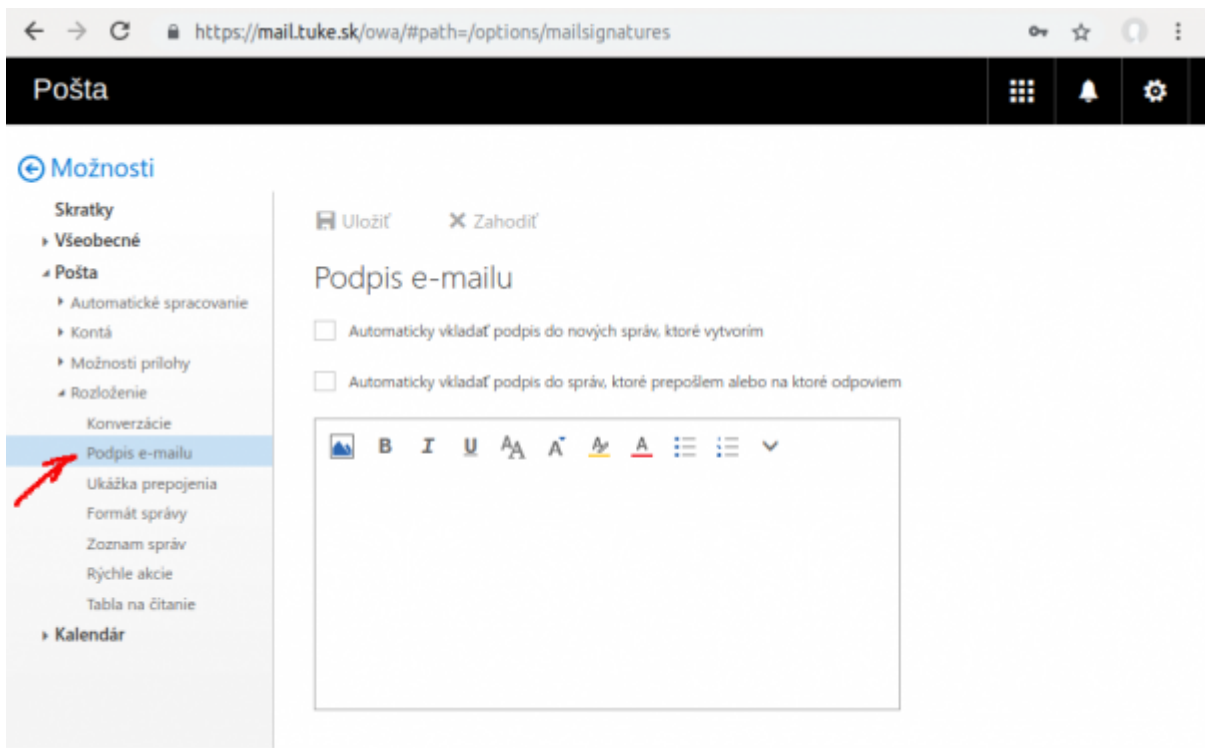 https://mail.tuke.sk/owa/#path=/options/mailsignatures
Pošta
Možnosti
Skratky
Všeobecné
Pošta
Automatické spracovanie
Kontá
Možnosti prílohy
Rozloženie
Konverzácie
Podpis e-mailu
Ukážka prepojenia
Formát správy
Zoznam správ
Rýchle akcie
Tabla na čítanie
Kalendár
Uložiť Zahodiť
Podpis e-mailu
Automaticky vkladať podpis do nových správ, ktoré vytvorím
Automaticky vkladať podpis do správ, ktoré prepošlem alebo na ktoré odpoviem
B I U